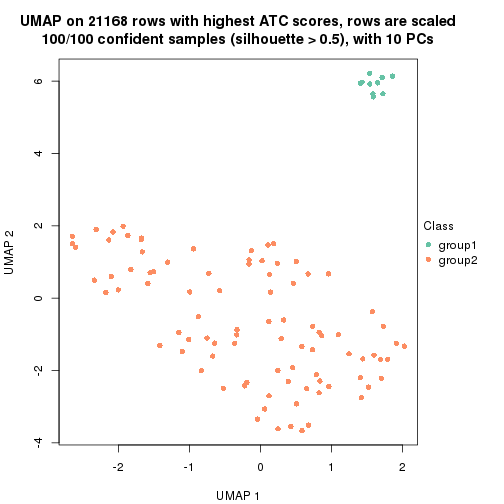 UMAP on 21168 rows with highest ATC scores, rows are scaled
100/100 confident samples (silhouette > 0.5), with 10 PCs
6
4
2
0
-2
-4
UMAP 2
-2
-1
0
1
2
UMAP 1
Class
group1
group2